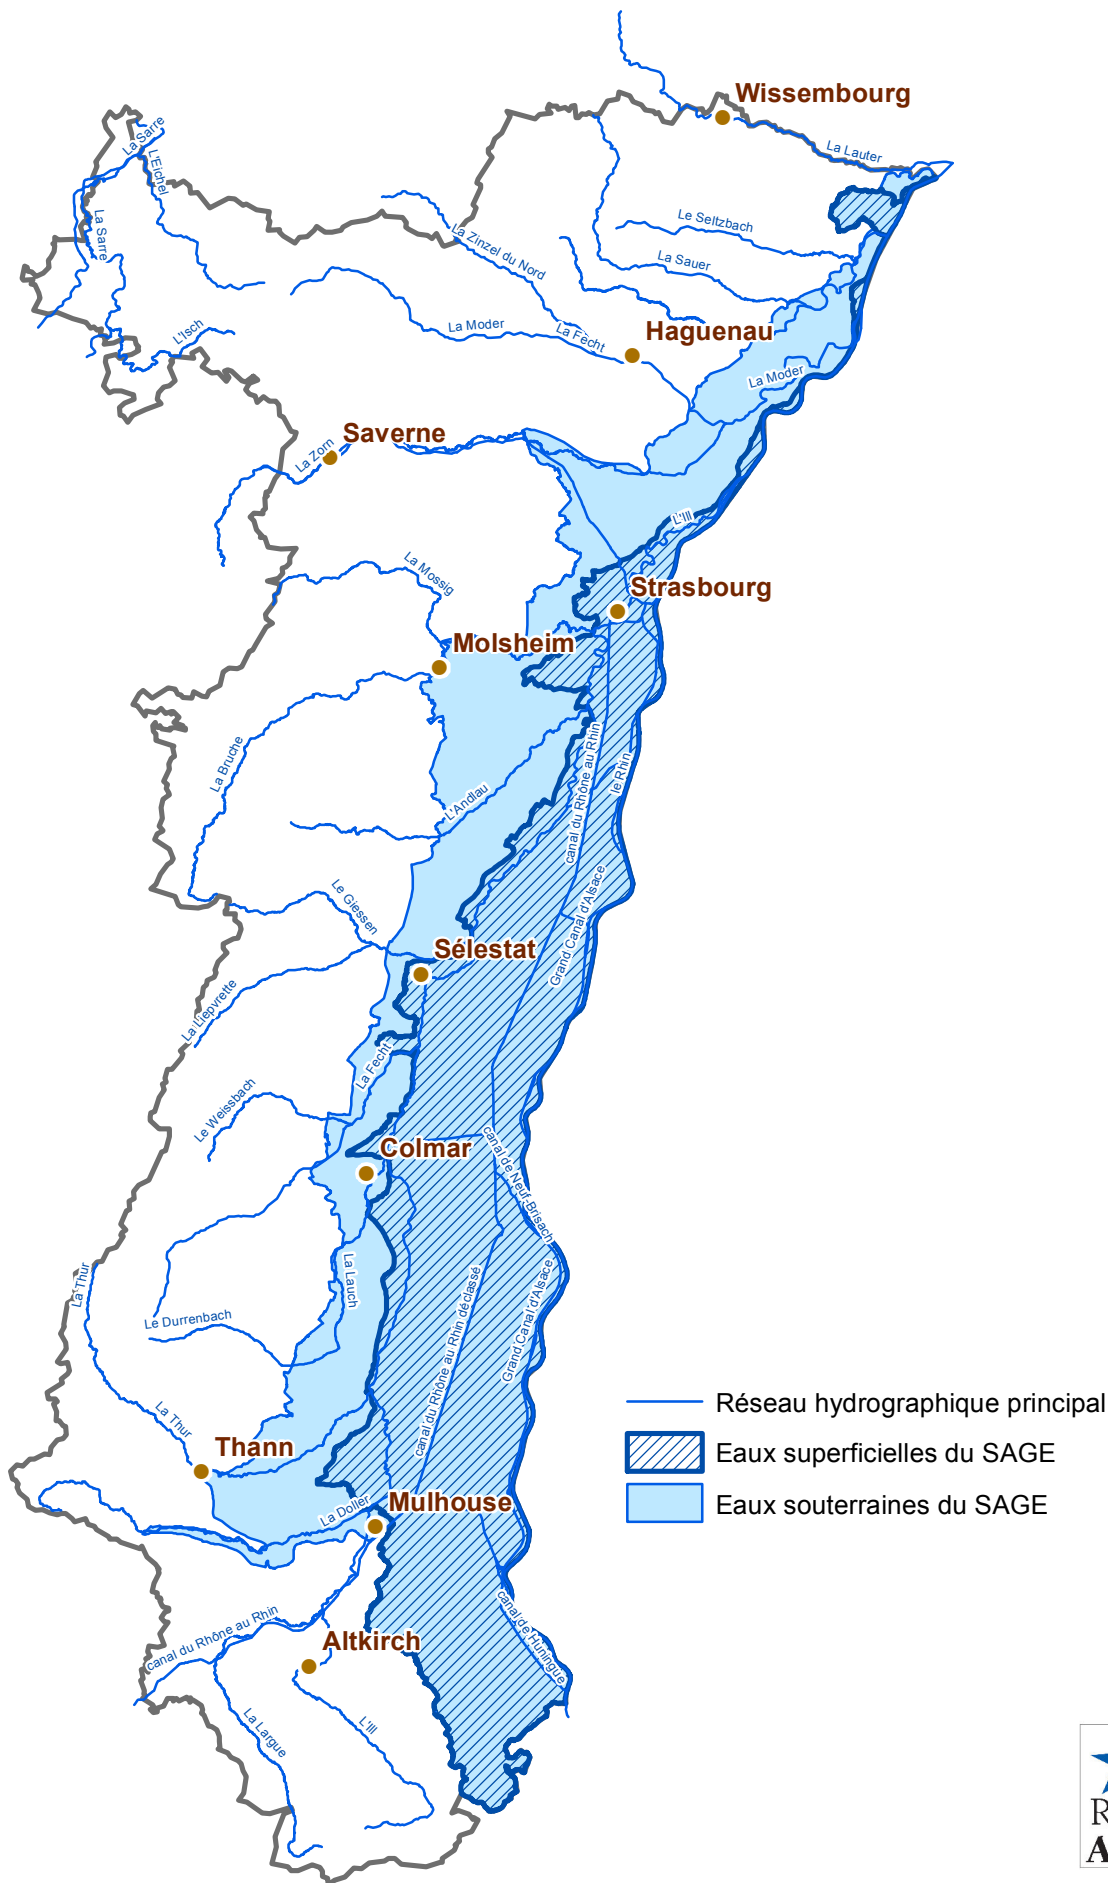 Wissembourg
La Lauter
La Sarre
L'Eichel
La Sarre
Le Seltzbach
La Zinzel du Nord
La Sauer
L'Isch
La Moder
La Fecht
Haguenau
La Moder
Saverne
La Zorn
L'Ill
La Mossig
Strasbourg
Molsheim
La Bruche
canal du Rhône au Rhin
le Rhin
L'Andlau
Le Giessen
Grand Canal d'Alsace
Sélestat
La Liepvrette
La Fecht
Le Weissbach
Colmar
canal de Neuf-Brisach
La Thur
La Lauch
Le Durrenbach
canal du Rhône au Rhin déclassé
Grand Canal d'Alsace
Réseau hydrographique principal
La Thur
Thann
Eaux superficielles du SAGE
Mulhouse
La Doller
Eaux souterraines du SAGE
canal du Rhône au Rhin
canal de Huningue
Altkirch
La Largue
L'Ill
R
A